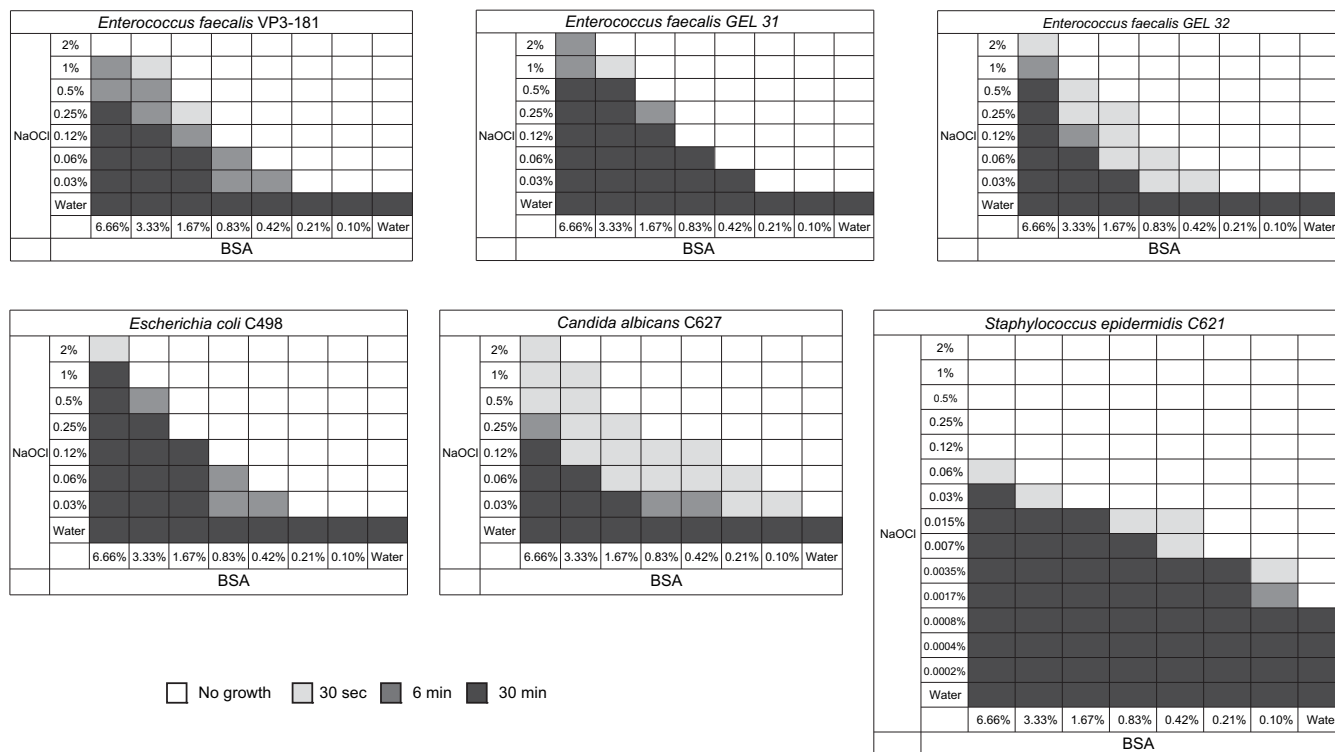 Enterococcus faecalis VP3-181
2%
1%
0.5%
0.25%
NaOCl 0.12%
0.06%
0.03%
Water
6.66% 3.33% 1.67% 0.83% 0.42% 0.21% 0.10% Water
BSA
Enterococcus faecalis GEL 31
2%
1%
0.5%
0.25%
NaOCl 0.12%
0.06%
0.03%
Water
6.66% 3.33% 1.67% 0.83% 0.42% 0.21% 0.10% Water
BSA
Enterococcus faecalis GEL 32
2%
1%
0.5%
0.25%
NaOCl 0.12%
0.06%
0.03%
Water
6.66% 3.33% 1.67% 0.83% 0.42% 0.21% 0.10% Water
BSA
Escherichia coli C498
2%
1%
0.5%
0.25%
NaOCl 0.12%
0.06%
0.03%
Water
6.66% 3.33% 1.67% 0.83% 0.42% 0.21% 0.10% Water
BSA
Candida albicans C627
2%
1%
0.5%
0.25%
NaOCl 0.12%
0.06%
0.03%
Water
6.66% 3.33% 1.67% 0.83% 0.42% 0.21% 0.10% Water
BSA
Staphylococcus epidermidis C621
2%
1%
0.5%
0.25%
0.12%
0.06%
0.03%
0.015%
NaOCl
0.007%
0.0035%
0.0017%
0.0008%
0.0004%
0.0002%
Water
6.66% 3.33% 1.67% 0.83% 0.42% 0.21% 0.10% Water
BSA
No growth 30 sec 6 min 30 min